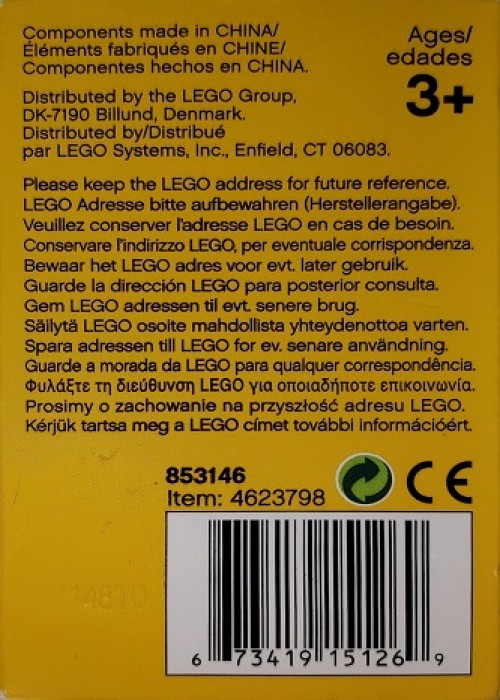 Components made in CHINA/
Éléments fabriqués en CHINE/
Componentes hechos en CHINA.
Ages/
edades
3+
Distributed by the LEGO Group,
DK-7190 Billund, Denmark.
Distributed by/Distribué
par LEGO Systems, Inc., Enfield, CT 06083.
Please keep the LEGO address for future reference.
LEGO Adresse bitte aufbewahren (Herstellerangabe).
Veuillez conserver l'adresse LEGO en cas de besoin.
Conservare l'indirizzo LEGO, per eventuale corrispondenza.
Bewaar het LEGO adres voor evt. later gebruik.
Guarde la dirección LEGO para posterior consulta.
Gem LEGO adressen til evt. senere brug.
Säilytä LEGO osoite mahdollista yhteydenottoa varten.
Spara adressen till LEGO for ev. senare användning.
Guarde a morada da LEGO para qualquer correspondência.
Φυλάξτε τη διεύθυνση LEGO για οποιαδήποτε επικοινωνία.
Prosimy o zachowanie na przyszłość adresu LEGO.
Kérjük tartsa meg a LEGO címet további információért.
853146
Item: 4623798
CE
148T0
6 73419 15126 9